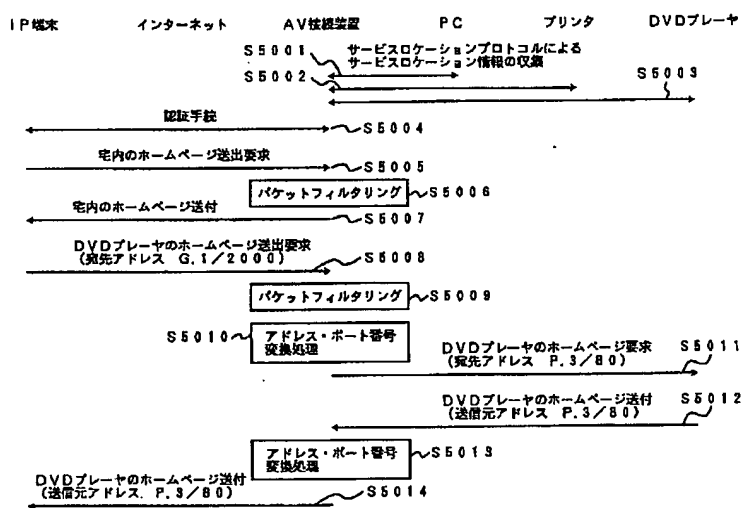 IP端末 インターネット AV接続装置 PC プリンタ DVDプレーヤ
S5001 サービスロケーションプロトコルによる
サービスロケーション情報の収集
S5002
S5003
認証手続
S5004
宅内のホームページ送出要求
S5005
パケットフィルタリング S5006
宅内のホームページ送付
S5007
DVDプレーヤのホームページ送出要求
(宛先アドレス G.1/2000)
S5008
パケットフィルタリング S5009
S5010 アドレス・ポート番号
変換処理
DVDプレーヤのホームページ要求
(宛先アドレス P.3/80)
S5011
DVDプレーヤのホームページ送付
(送信元アドレス P.3/80)
S5012
アドレス・ポート番号
変換処理
S5013
DVDプレーヤのホームページ送付
(送信元アドレス. P.3/80)
S5014